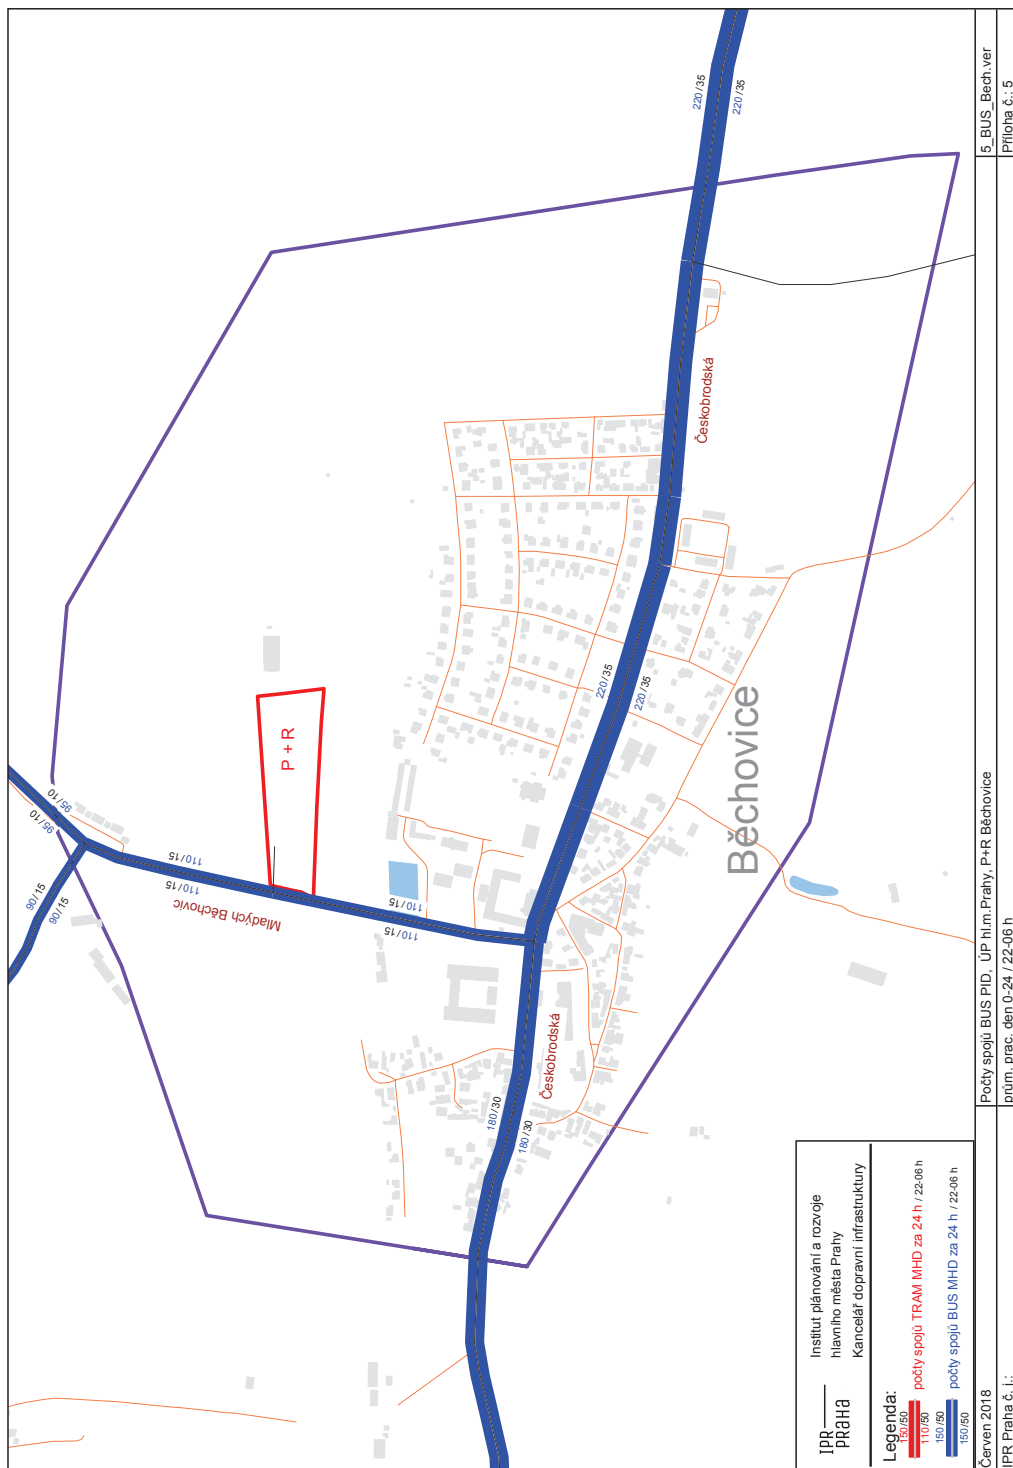 220/35
220/35
Českobrodská
220/35
220/35
Běchovice
P + R
95/10
95/10
90/15
90/15
110/15
110/15
Mladých Běchovic
110/15
110/15
Českobrodská
180/30
180/30
IPR
PRAHA
Institut plánování a rozvoje
hlavního města Prahy
Kancelář dopravní infrastruktury
Legenda:
150/50
110/50
počty spojů TRAM MHD za 24 h / 22-06 h
150/50
150/50
počty spojů BUS MHD za 24 h / 22-06 h
Červen 2018
Počty spojů BUS PID, ÚP hl.m.Prahy, P+R Běchovice
5_BUS_Bech.ver
IPR Praha č. j.:
prům. prac. den 0-24 / 22-06 h
Příloha č.: 5